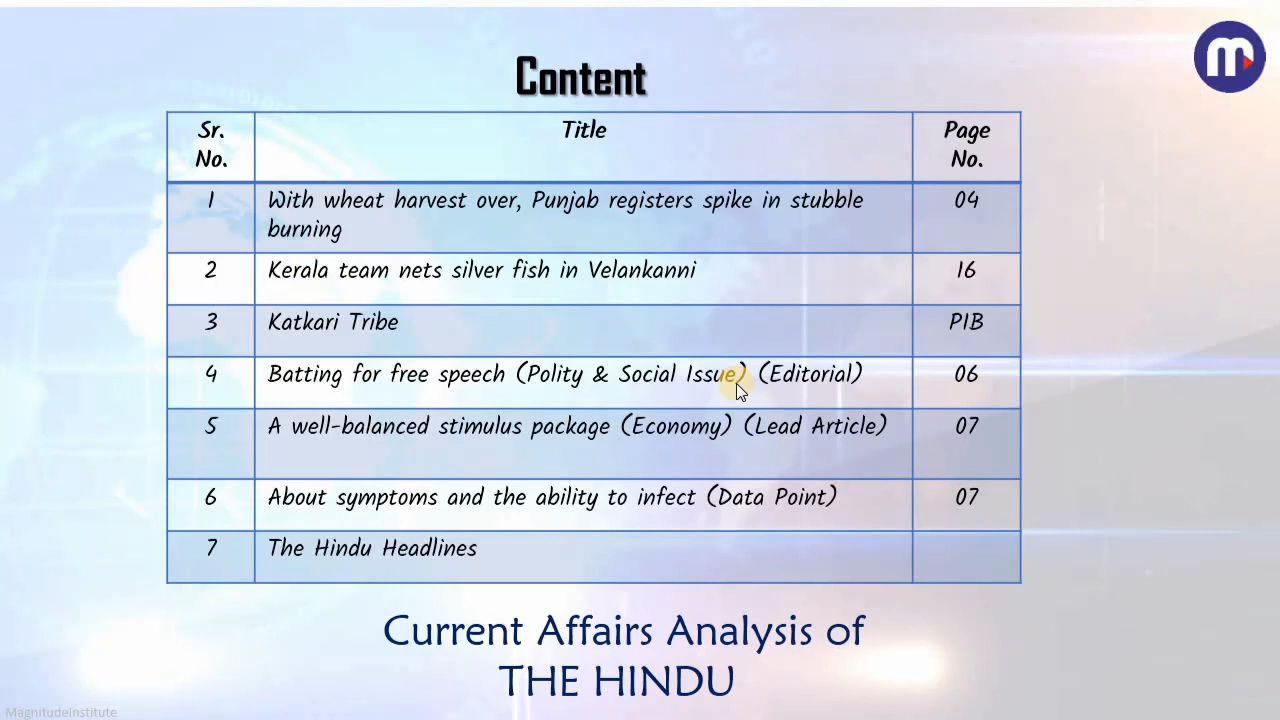 Content
Sr. No. Title Page No.
1 With wheat harvest over, Punjab registers spike in stubble burning 04
2 Kerala team nets silver fish in Velankanni 16
3 Katkari Tribe PIB
4 Batting for free speech (Polity & Social Issue) (Editorial) 06
5 A well-balanced stimulus package (Economy) (Lead Article) 07
6 About symptoms and the ability to infect (Data Point) 07
7 The Hindu Headlines
Current Affairs Analysis of
THE HINDU
MagnitudeInstitute